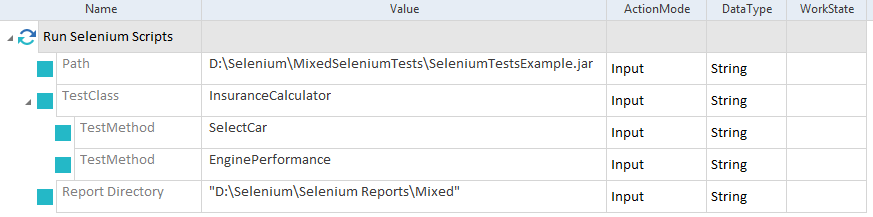 Name Value ActionMode DataType WorkState
Run Selenium Scripts
Path D:\Selenium\MixedSeleniumTests\SeleniumTestsExample.jar Input String
TestClass InsuranceCalculator Input String
TestMethod SelectCar Input String
TestMethod EnginePerformance Input String
Report Directory "D:\Selenium\Selenium Reports\Mixed" Input String